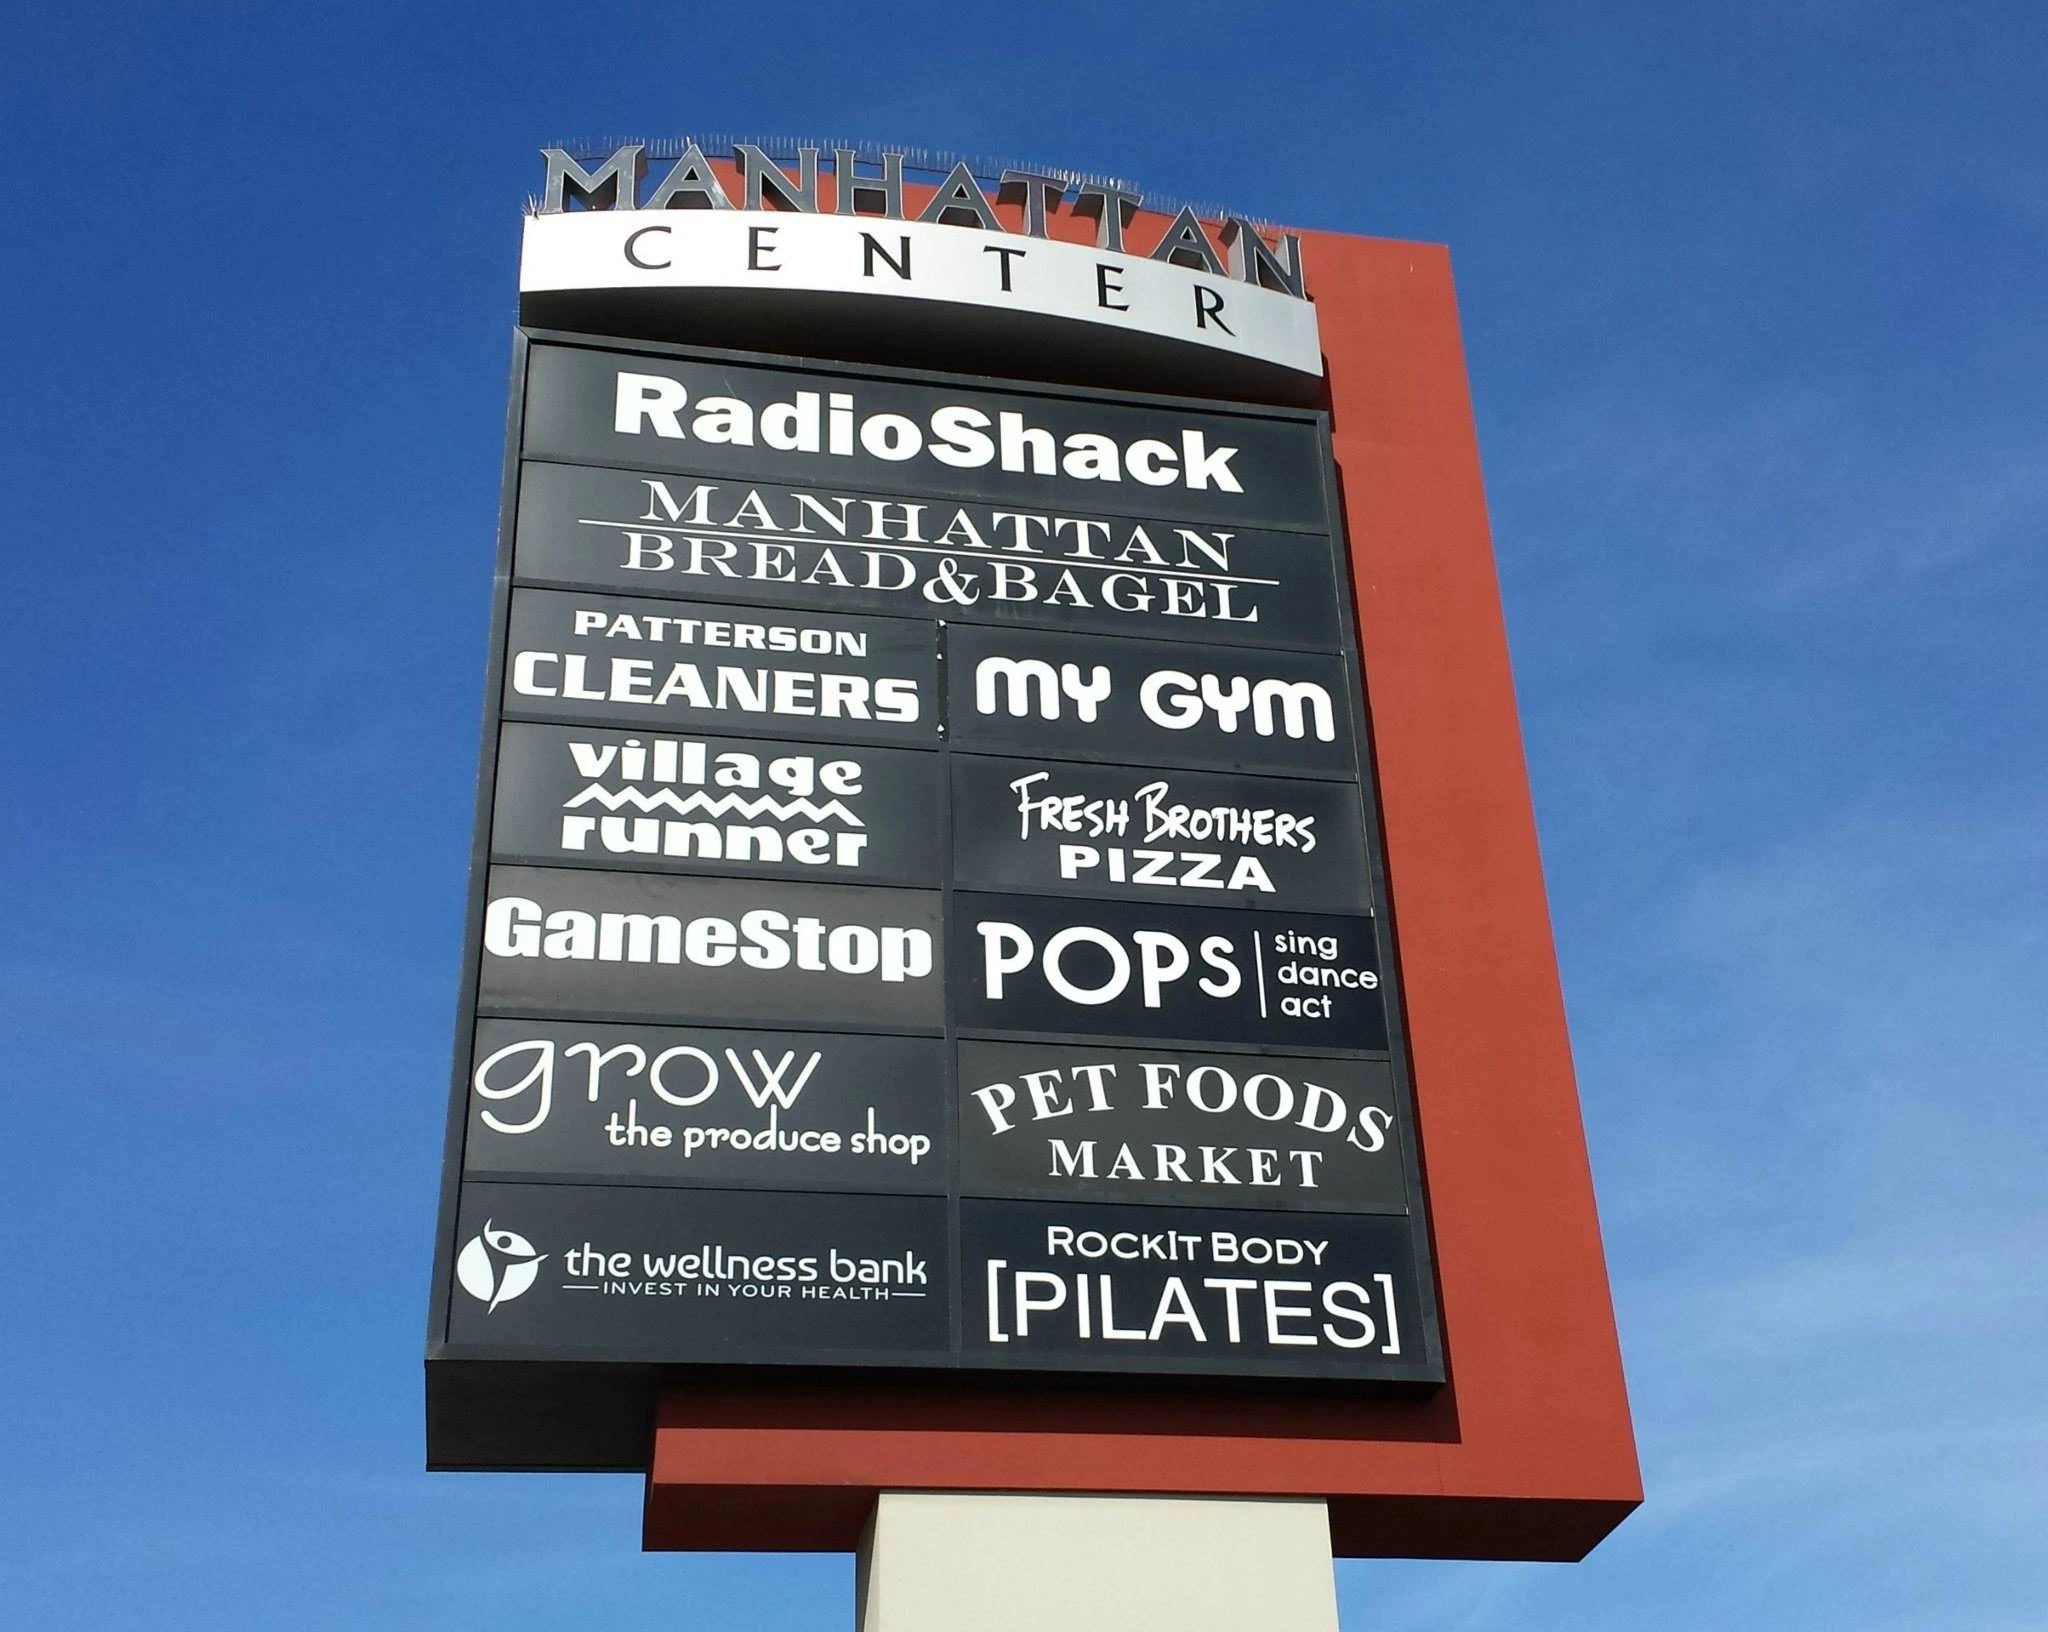 MANHATTAN
CENTER
RadioShack
MANHATTAN
BREAD&BAGEL
PATTERSON
CLEANERS
MY GYM
village
runner
FRESH BROTHERS
PIZZA
GameStop
POPS
sing
dance
act
grow
the produce shop
PET FOODS
MARKET
the wellness bank
INVEST IN YOUR HEALTH
ROCKIT BODY
[PILATES]